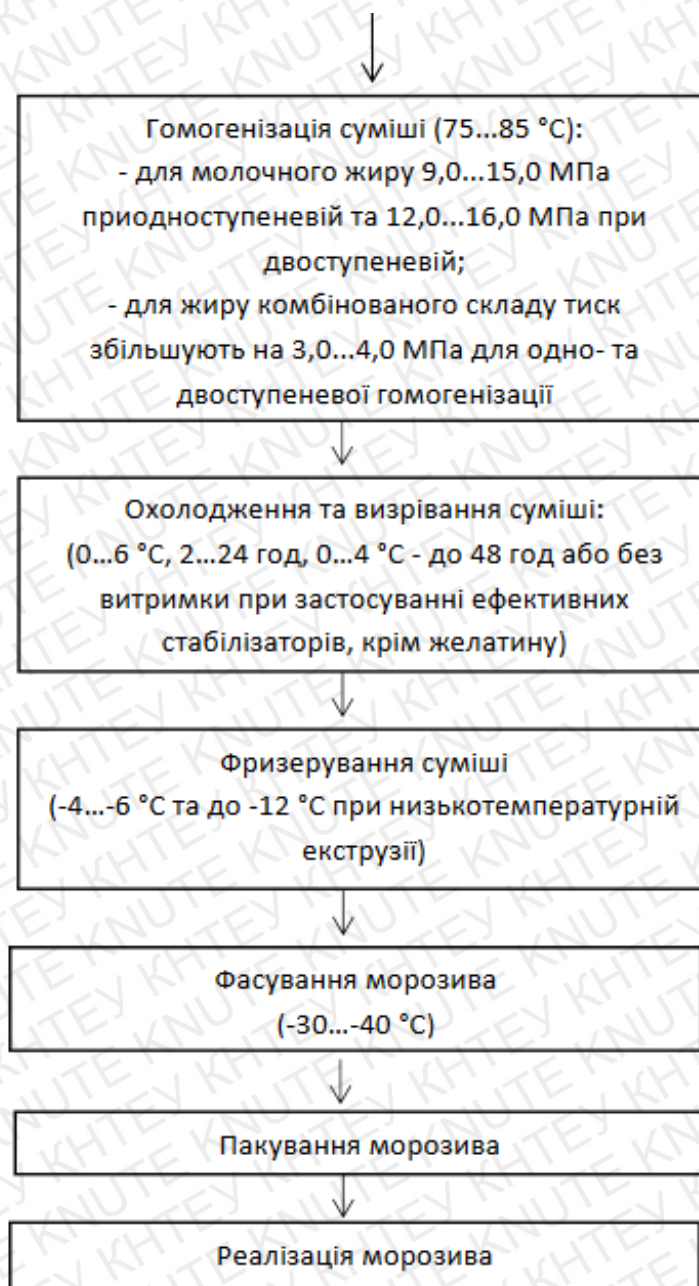 Гомогенізація суміші (75...85 °С):
- для молочного жиру 9,0...15,0 МПа
приодноступеневій та 12,0...16,0 МПа при
двоступеневій;
- для жиру комбінованого складу тиск
збільшують на 3,0...4,0 МПа для одно- та
двоступеневої гомогенізації
Охолодження та визрівання суміші:
(0...6 °С, 2...24 год, 0...4 °С - до 48 год або без
витримки при застосуванні ефективних
стабілізаторів, крім желатину)
Фризерування суміші
(-4...-6 °С та до -12 °С при низькотемпературній
екструзії)
Фасування морозива
(-30...-40 °С)
Пакування морозива
Реалізація морозива